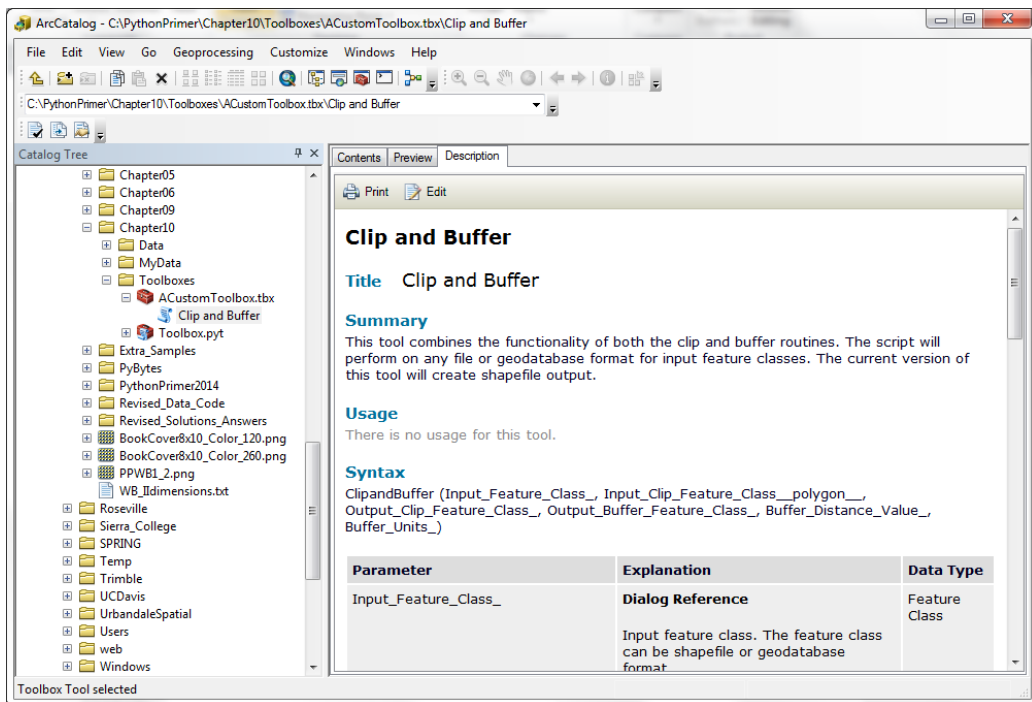 ArcCatalog - C:\PythonPrimer\Chapter10\Toolboxes\ACustomToolbox.tbx\Clip and Buffer
File Edit View Go Geoprocessing Customize Windows Help
C:\PythonPrimer\Chapter10\Toolboxes\ACustomToolbox.tbx\Clip and Buffer
Catalog Tree
Chapter05
Chapter06
Chapter09
Chapter10
Data
MyData
Toolboxes
ACustomToolbox.tbx
Clip and Buffer
Toolbox.pyt
Extra_Samples
PyBytes
PythonPrimer2014
Revised_Data_Code
Revised_Solutions_Answers
BookCover8x10_Color_120.png
BookCover8x10_Color_260.png
PPWB1_2.png
WB_IIdimensions.txt
Roseville
Sierra_College
SPRING
Temp
Trimble
UCDavis
UrbandaleSpatial
Users
web
Windows
Contents Preview Description
Print Edit
Clip and Buffer
Title Clip and Buffer
Summary
This tool combines the functionality of both the clip and buffer routines. The script will
perform on any file or geodatabase format for input feature classes. The current version of
this tool will create shapefile output.
Usage
There is no usage for this tool.
Syntax
ClipandBuffer (Input_Feature_Class_, Input_Clip_Feature_Class__polygon__,
Output_Clip_Feature_Class_, Output_Buffer_Feature_Class_, Buffer_Distance_Value_,
Buffer_Units_)
Parameter Explanation Data Type
Input_Feature_Class_ Dialog Reference Feature
Class
Input feature class. The feature class
can be shapefile or geodatabase
format
Toolbox Tool selected